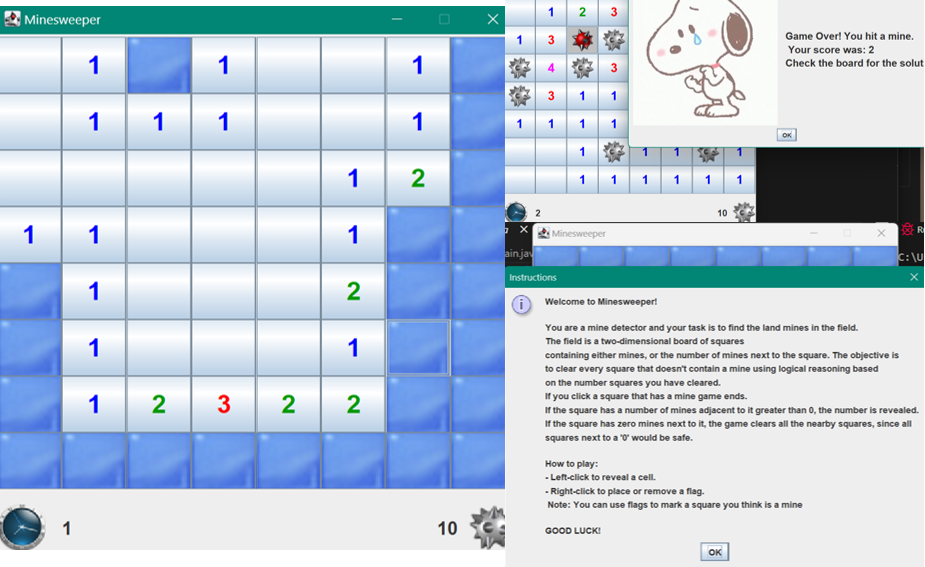 Minesweeper
1 1 1
1 1 1 1
1 2
1 1 1
1 2
1 1
1 2 3 2 2
1 10
1 2 3
1 3
4 3
3 1 1
1 1 1 1
1 1 1 1
1 1 1 1 1 1
2 10
Game Over! You hit a mine.
Your score was: 2
Check the board for the solut
OK
Minesweeper
ain.jav
C:\U
Instructions
Welcome to Minesweeper!
You are a mine detector and your task is to find the land mines in the field.
The field is a two-dimensional board of squares
containing either mines, or the number of mines next to the square. The objective is
to clear every square that doesn't contain a mine using logical reasoning based
on the number squares you have cleared.
If you click a square that has a mine game ends.
If the square has a number of mines adjacent to it greater than 0, the number is revealed.
If the square has zero mines next to it, the game clears all the nearby squares, since all
squares next to a '0' would be safe.
How to play:
- Left-click to reveal a cell.
- Right-click to place or remove a flag.
Note: You can use flags to mark a square you think is a mine
GOOD LUCK!
OK